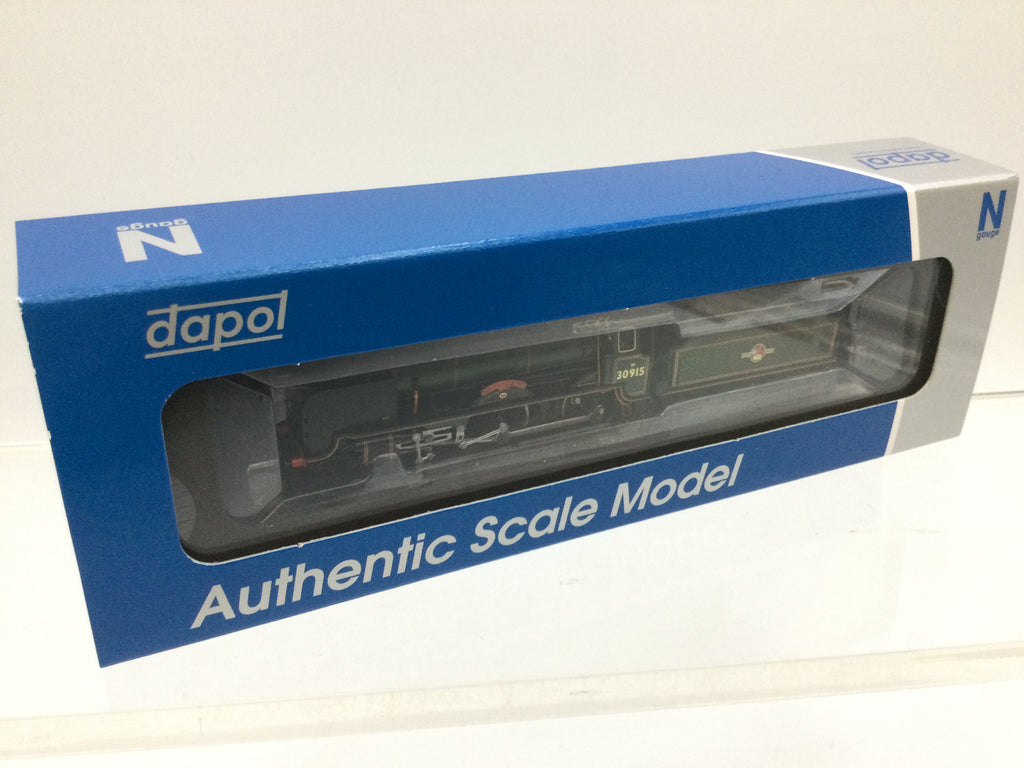 dapol
N
gauge
N
gauge
dapol
30915
Authentic Scale Model